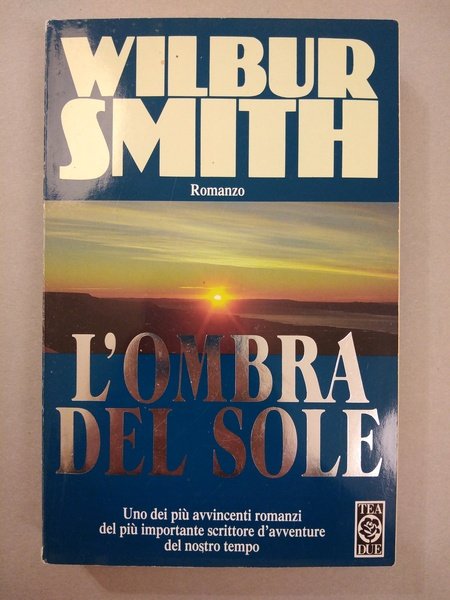 WILBUR
SMITH
Romanzo
L'OMBRA
DEL SOLE
Uno dei più avvincenti romanzi
del più importante scrittore d'avventure
del nostro tempo
TEA
DUE